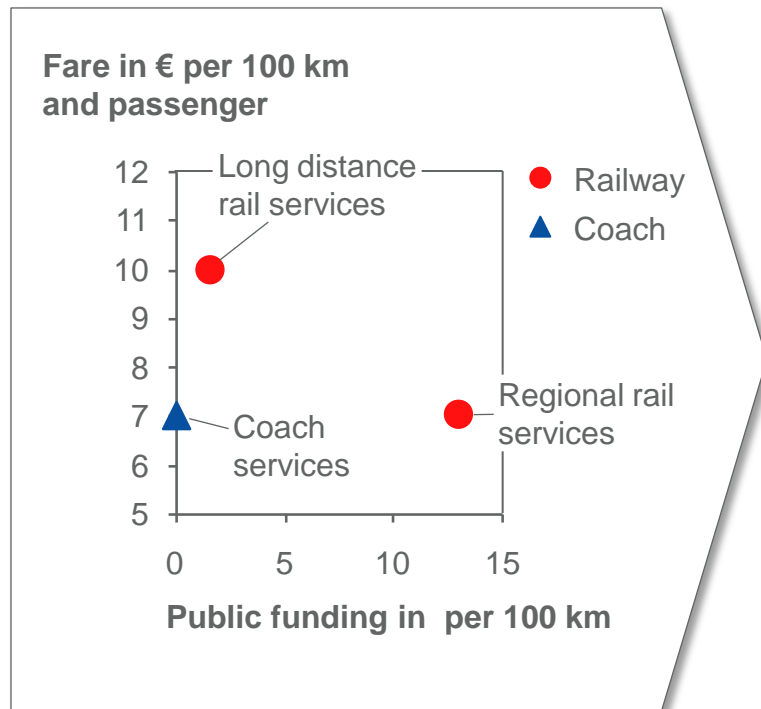 Fare in € per 100 km
and passenger
12
11
10
9
8
7
6
5
Long distance
rail services
Railway
Coach
Regional rail
services
Coach
services
0 5 10 15
Public funding in per 100 km